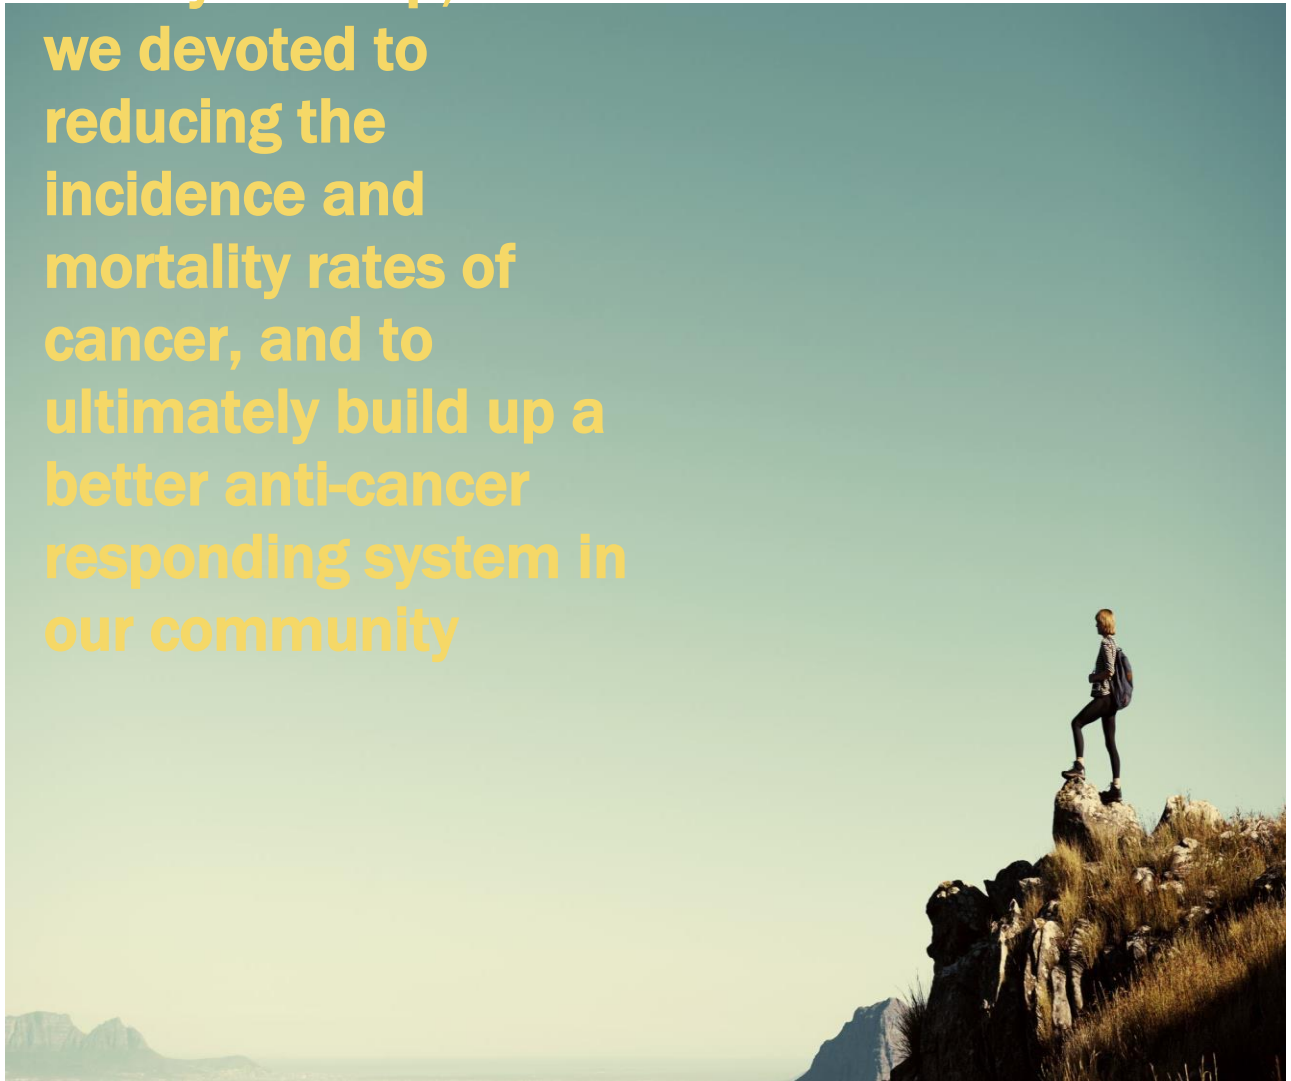 we devoted to
reducing the
incidence and
mortality rates of
cancer, and to
ultimately build up a
better anti-cancer
responding system in
our community